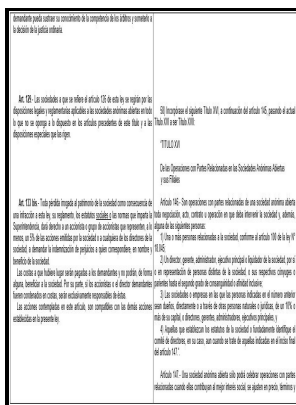 demandante pueda sustraer su conocimiento de la competencia de los árbitros y someterlo a
la decisión de la justicia ordinaria.
Art. 129.- Las sociedades a que se refiere el artículo 126 de esta ley se regirán por las
disposiciones legales y reglamentarias aplicables a las sociedades anónimas abiertas en todo
lo que no se oponga a lo dispuesto en los artículos precedentes de este título y a las
disposiciones especiales que las rigen.
Art. 133 bis.- Toda pérdida irrogada al patrimonio de la sociedad como consecuencia de
una infracción a esta ley, su reglamento, los estatutos sociales o las normas que imparta la
Superintendencia, dará derecho a un accionista o grupo de accionistas que representen, a lo
menos, un 5% de las acciones emitidas por la sociedad o a cualquiera de los directores de la
sociedad, a demandar la indemnización de perjuicios a quien correspondiere, en nombre y
beneficio de la sociedad.
Las costas a que hubiere lugar serán pagadas a los demandantes y no podrán, de forma
alguna, beneficiar a la sociedad. Por su parte, si los accionistas o el director demandantes
fueren condenados en costas, serán exclusivamente responsables de éstas.
Las acciones contempladas en este artículo, son compatibles con las demás acciones
establecidas en la presente ley.
Incorpórase el siguiente Título XVI, a continuación del artículo 145, pasando el actual
Título XVI a ser Título XVII:
"TITULO XVI
De las Operaciones con Partes Relacionadas en las Sociedades Anónimas Abiertas
y sus Filiales
Artículo 146.- Son operaciones con partes relacionadas de una sociedad anónima abierta
toda negociación, acto, contrato u operación en que deba intervenir la sociedad y, además,
alguna de las siguientes personas:
1) Una o más personas relacionadas a la sociedad, conforme al artículo 100 de la ley N°
18.045.
2) Un director, gerente, administrador, ejecutivo principal o liquidador de la sociedad, por sí
o en representación de personas distintas de la sociedad, o sus respectivos cónyuges o
parientes hasta el segundo grado de consanguinidad o afinidad inclusive;
3) Las sociedades o empresas en las que las personas indicadas en el número anterior
sean dueños, directamente o a través de otras personas naturales o jurídicas, de un 10% o
más de su capital, o directores, gerentes, administradores, ejecutivos principales, y
4) Aquellas que establezcan los estatutos de la sociedad o fundadamente identifique el
comité de directores, en su caso, aun cuando se trate de aquellas indicadas en el inciso final
del artículo 147.
Artículo 147.- Una sociedad anónima abierta sólo podrá celebrar operaciones con partes
relacionadas cuando ellas contribuyan al mejor interés social, se ajusten en precio, términos y